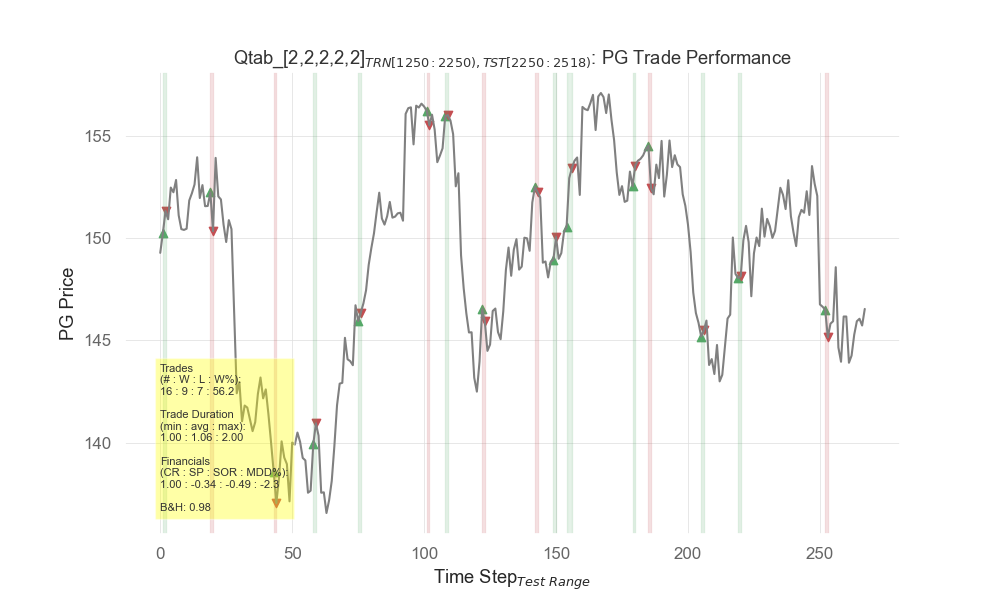 Qtab_[2,2,2,2,2]TRN[1250:2250),TST[2250:2518): PG Trade Performance
PG Price
155
150
145
140
Trades
(# : W : L : W%):
16 : 9 : 7 : 56.2
Trade Duration
(min : avg : max):
1.00 : 1.06 : 2.00
Financials
(CR : SP : SOR : MDD%):
1.00 : -0.34 : -0.49 : -2.3
B&H: 0.98
0 50 100 150 200 250
Time StepTest Range